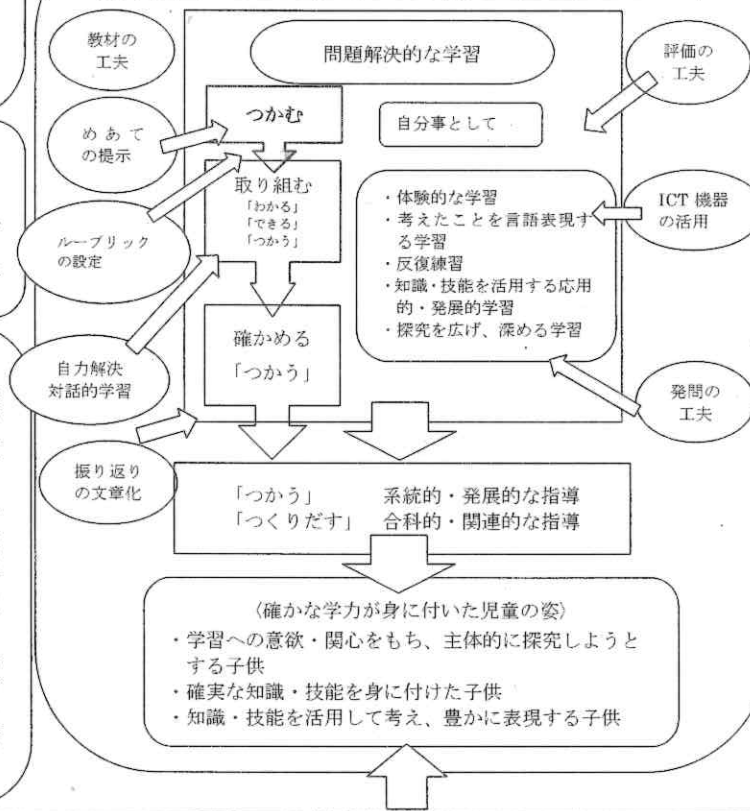 教材の
工夫
問題解決的な学習
評価の
工夫
つかむ
自分事として
めあて
の提示
取り組む
「わかる」
「できる」
「つかう」
・体験的な学習
・考えたことを言語表現す
る学習
・反復練習
・知識・技能を活用する応用
的・発展的学習
・探究を広げ、深める学習
ICT 機器
の活用
ルーブリック
の設定
確かめる
「つかう」
自力解決
対話的学習
発問の
工夫
振り返り
の文章化
「つかう」 系統的・発展的な指導
「つくりだす」 合科的・関連的な指導
〈確かな学力が身に付いた児童の姿〉
・学習への意欲・関心をもち、主体的に探究しようと
する子供
・確実な知識・技能を身に付けた子供
・知識・技能を活用して考え、豊かに表現する子供